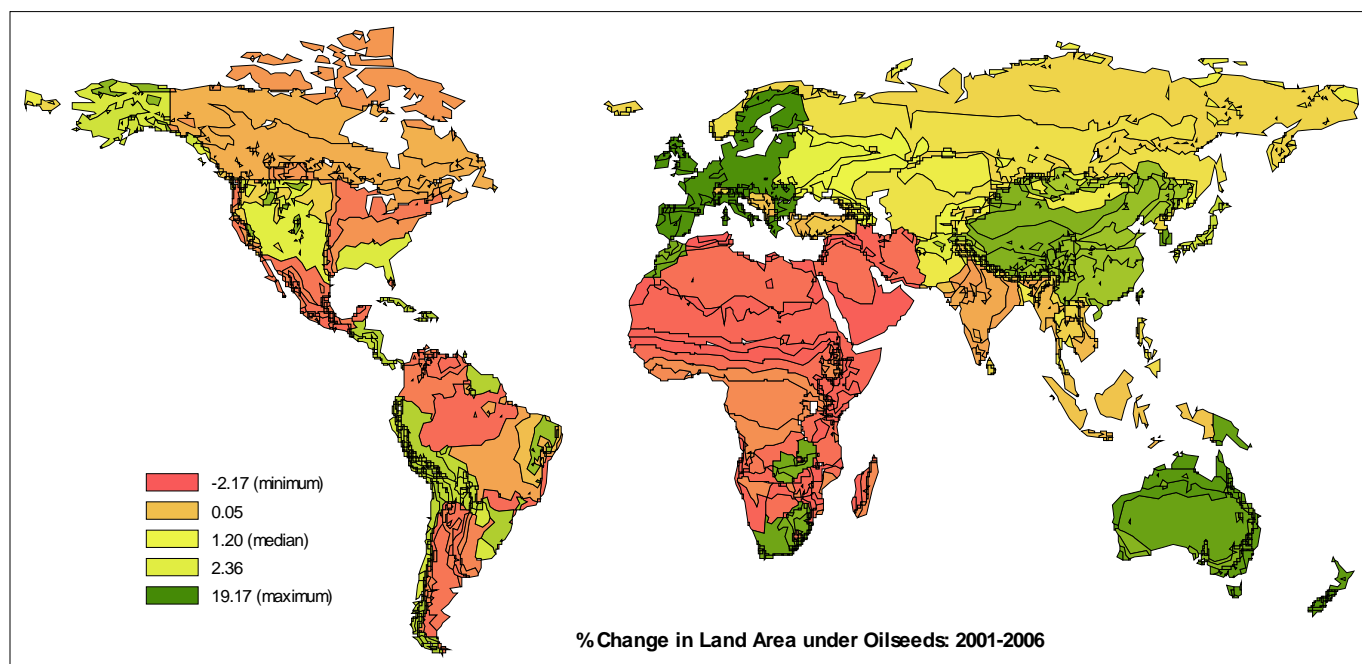 -2.17 (minimum)
0.05
1.20 (median)
2.36
19.17 (maximum)
% Change in Land Area under Oilseeds: 2001-2006